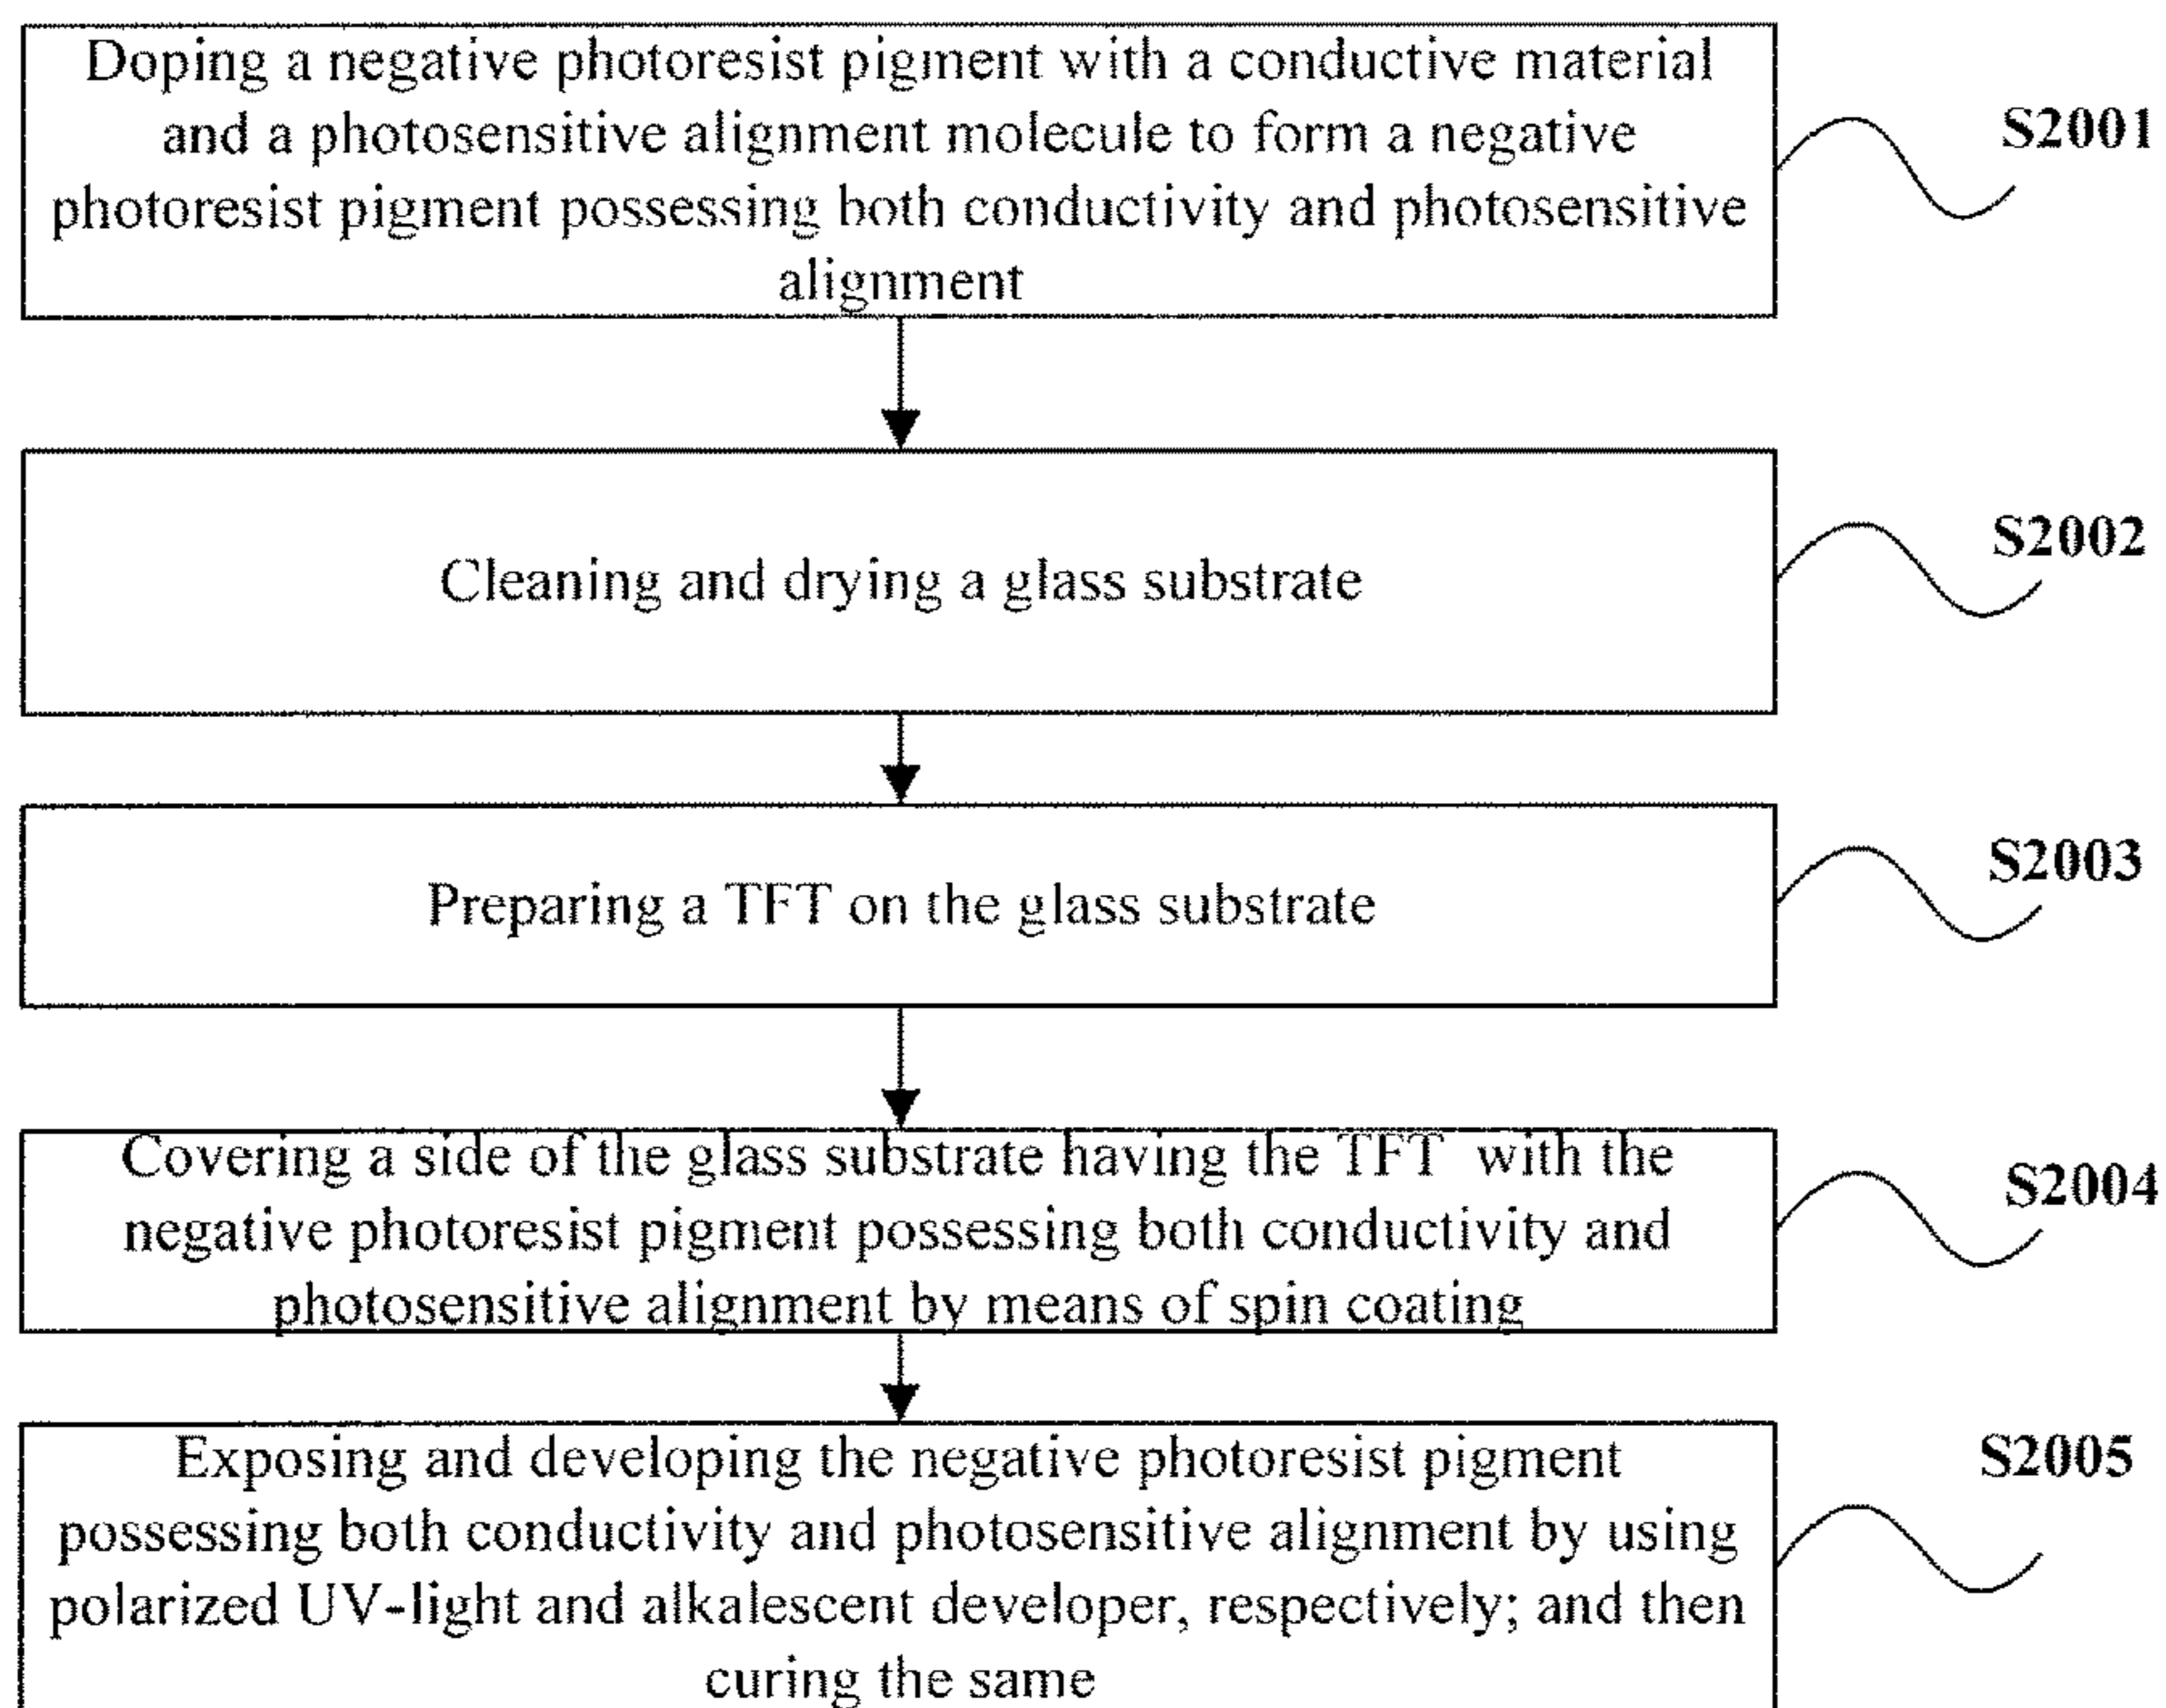 Doping a negative photoresist pigment with a conductive material
and a photosensitive alignment molecule to form a negative
photoresist pigment possessing both conductivity and photosensitive
alignment
S2001
Cleaning and drying a glass substrate
S2002
Preparing a TFT on the glass substrate
S2003
Covering a side of the glass substrate having the TFT with the
negative photoresist pigment possessing both conductivity and
photosensitive alignment by means of spin coating
S2004
Exposing and developing the negative photoresist pigment
possessing both conductivity and photosensitive alignment by using
polarized UV-light and alkalescent developer, respectively; and then
curing the same
S2005